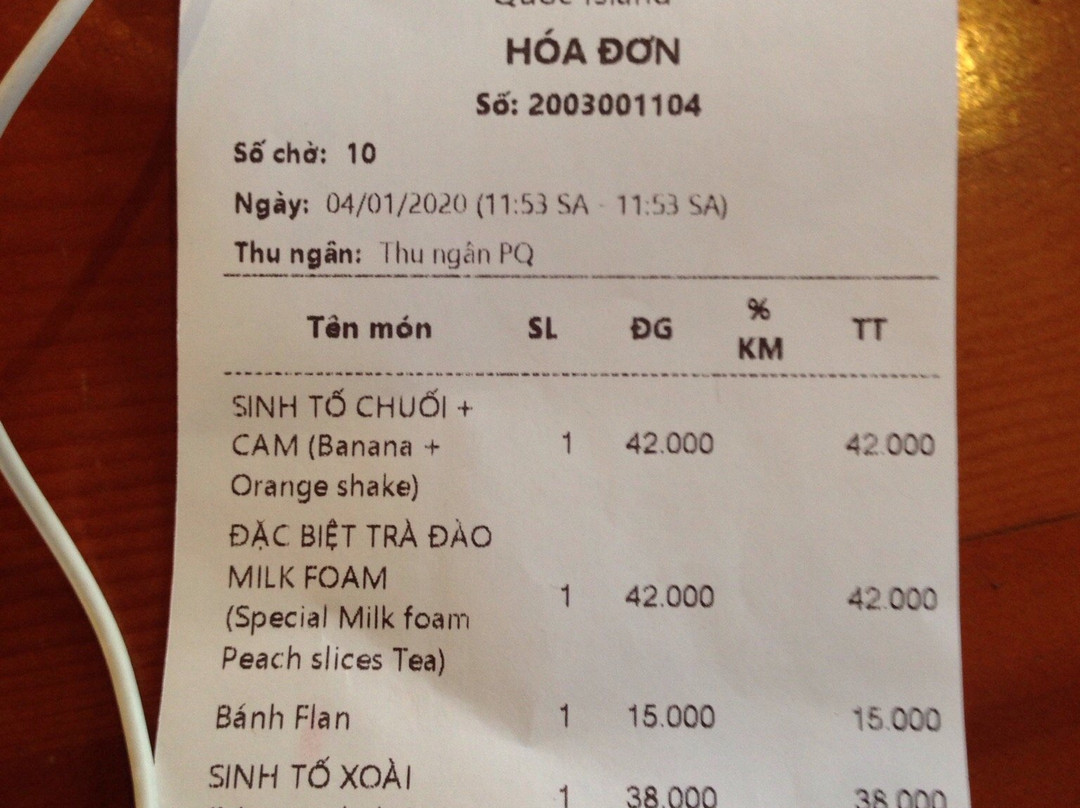 HÓA ĐƠN
Số: 2003001104
Số chờ: 10
Ngày: 04/01/2020 (11:53 SA - 11:53 SA)
Thu ngân: Thu ngân PQ
Tên món SL ĐG % KM TT
SINH TỐ CHUỐI +
CAM (Banana + 1 42.000 42.000
Orange shake)
ĐẶC BIỆT TRÀ ĐÀO
MILK FOAM
(Special Milk foam 1 42.000 42.000
Peach slices Tea)
Bánh Flan 1 15.000 15.000
SINH TỐ XOÀI
1 38.000 38.000